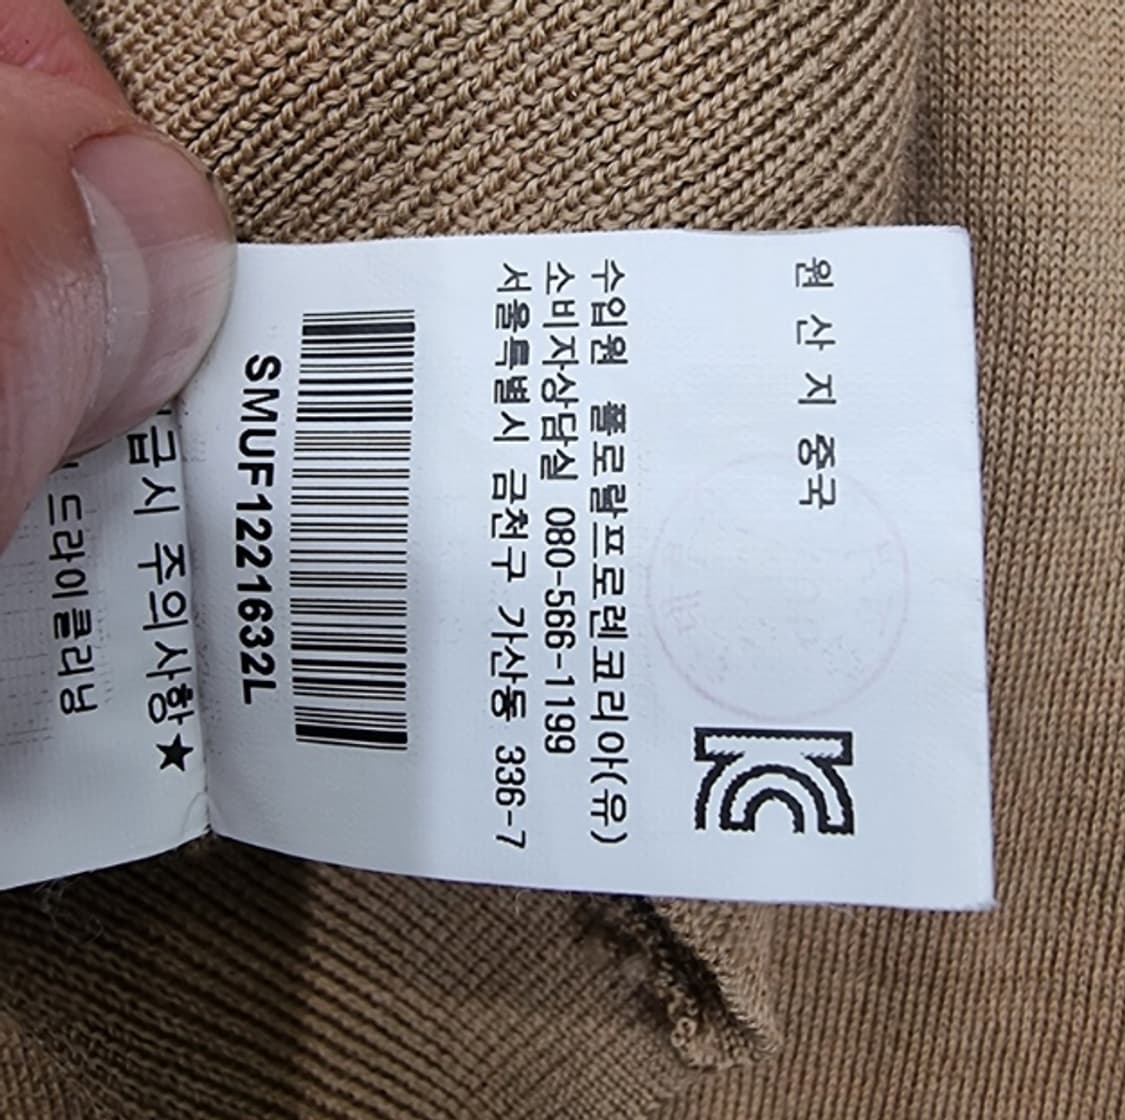 원 산 지 중국
KC
수입원 플로랄프로렌코리아(유)
소비자상담실 080-566-1199
서울특별시 금천구 가산동 336-7
SMUF1221632L
급시 주의사항★
드라이클리닝